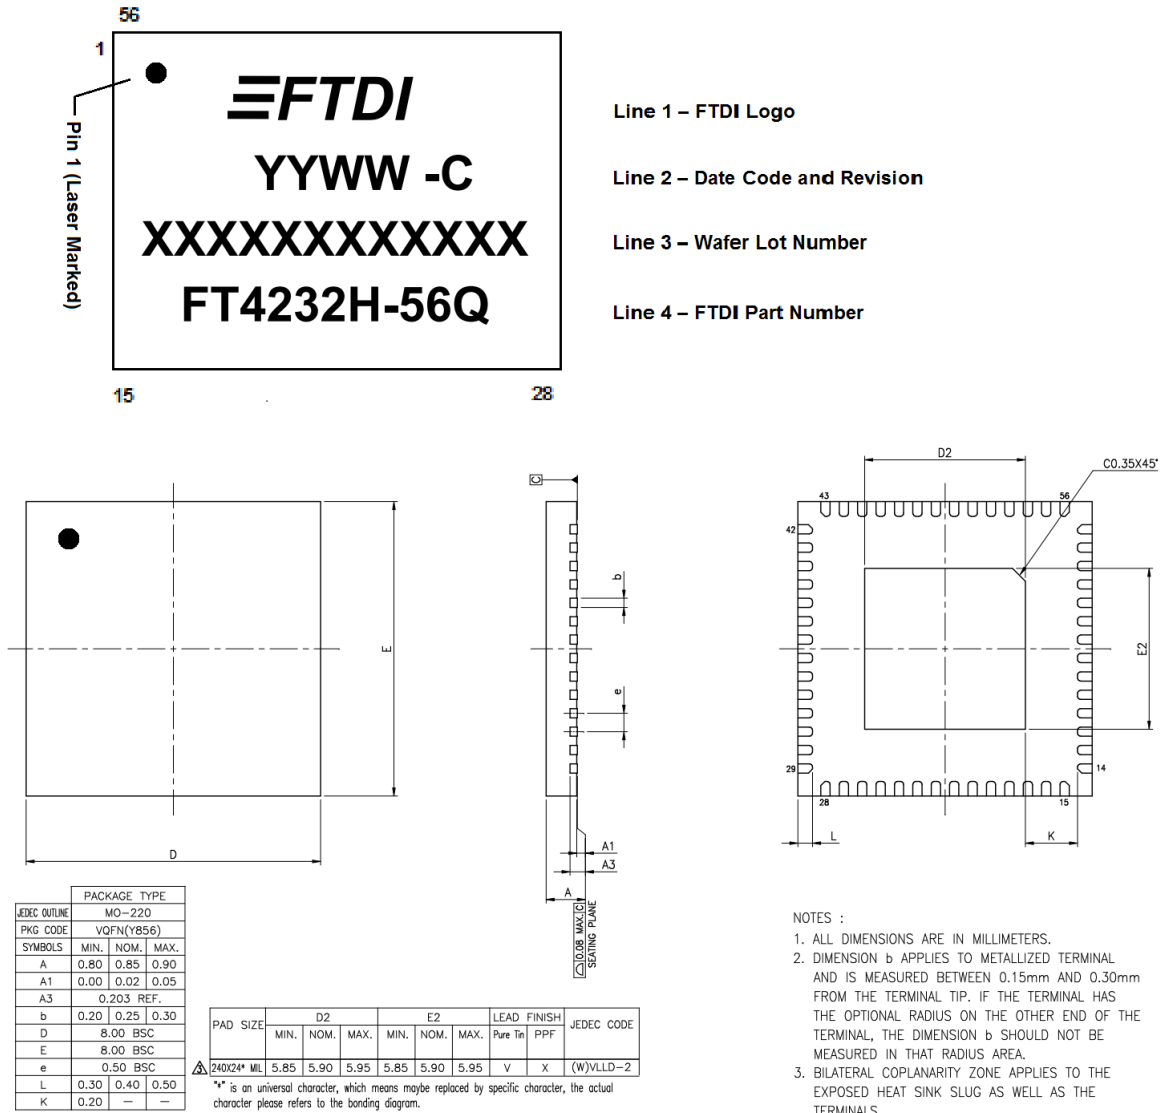 56
1
FTDI
YYWW -C
XXXXXXXXXXXX
FT4232H-56Q
Pin 1 (Laser Marked)
15
28
Line 1 – FTDI Logo
Line 2 – Date Code and Revision
Line 3 – Wafer Lot Number
Line 4 – FTDI Part Number
E
D
C
b
e
A1
A3
A
0.08 MAX. C
SEATING PLANE
D2
C0.35X45°
43
56
42
E2
29
14
28
15
L
K
PACKAGE TYPE
JEDEC OUTLINE MO-220
PKG CODE VQFN(Y856)
SYMBOLS MIN. NOM. MAX.
A 0.80 0.85 0.90
A1 0.00 0.02 0.05
A3 0.203 REF.
b 0.20 0.25 0.30
D 8.00 BSC
E 8.00 BSC
e 0.50 BSC
L 0.30 0.40 0.50
K 0.20 — —
PAD SIZE D2 E2 LEAD FINISH JEDEC CODE
MIN. NOM. MAX. MIN. NOM. MAX. Pure Tin PPF
3 240X24* MIL 5.85 5.90 5.95 5.85 5.90 5.95 V X (W)VLLD-2
"*" is an universal character, which means maybe replaced by specific character, the actual
character please refers to the bonding diagram.
NOTES :
1. ALL DIMENSIONS ARE IN MILLIMETERS.
2. DIMENSION b APPLIES TO METALLIZED TERMINAL
AND IS MEASURED BETWEEN 0.15mm AND 0.30mm
FROM THE TERMINAL TIP. IF THE TERMINAL HAS
THE OPTIONAL RADIUS ON THE OTHER END OF THE
TERMINAL, THE DIMENSION b SHOULD NOT BE
MEASURED IN THAT RADIUS AREA.
3. BILATERAL COPLANARITY ZONE APPLIES TO THE
EXPOSED HEAT SINK SLUG AS WELL AS THE
TERMINALS